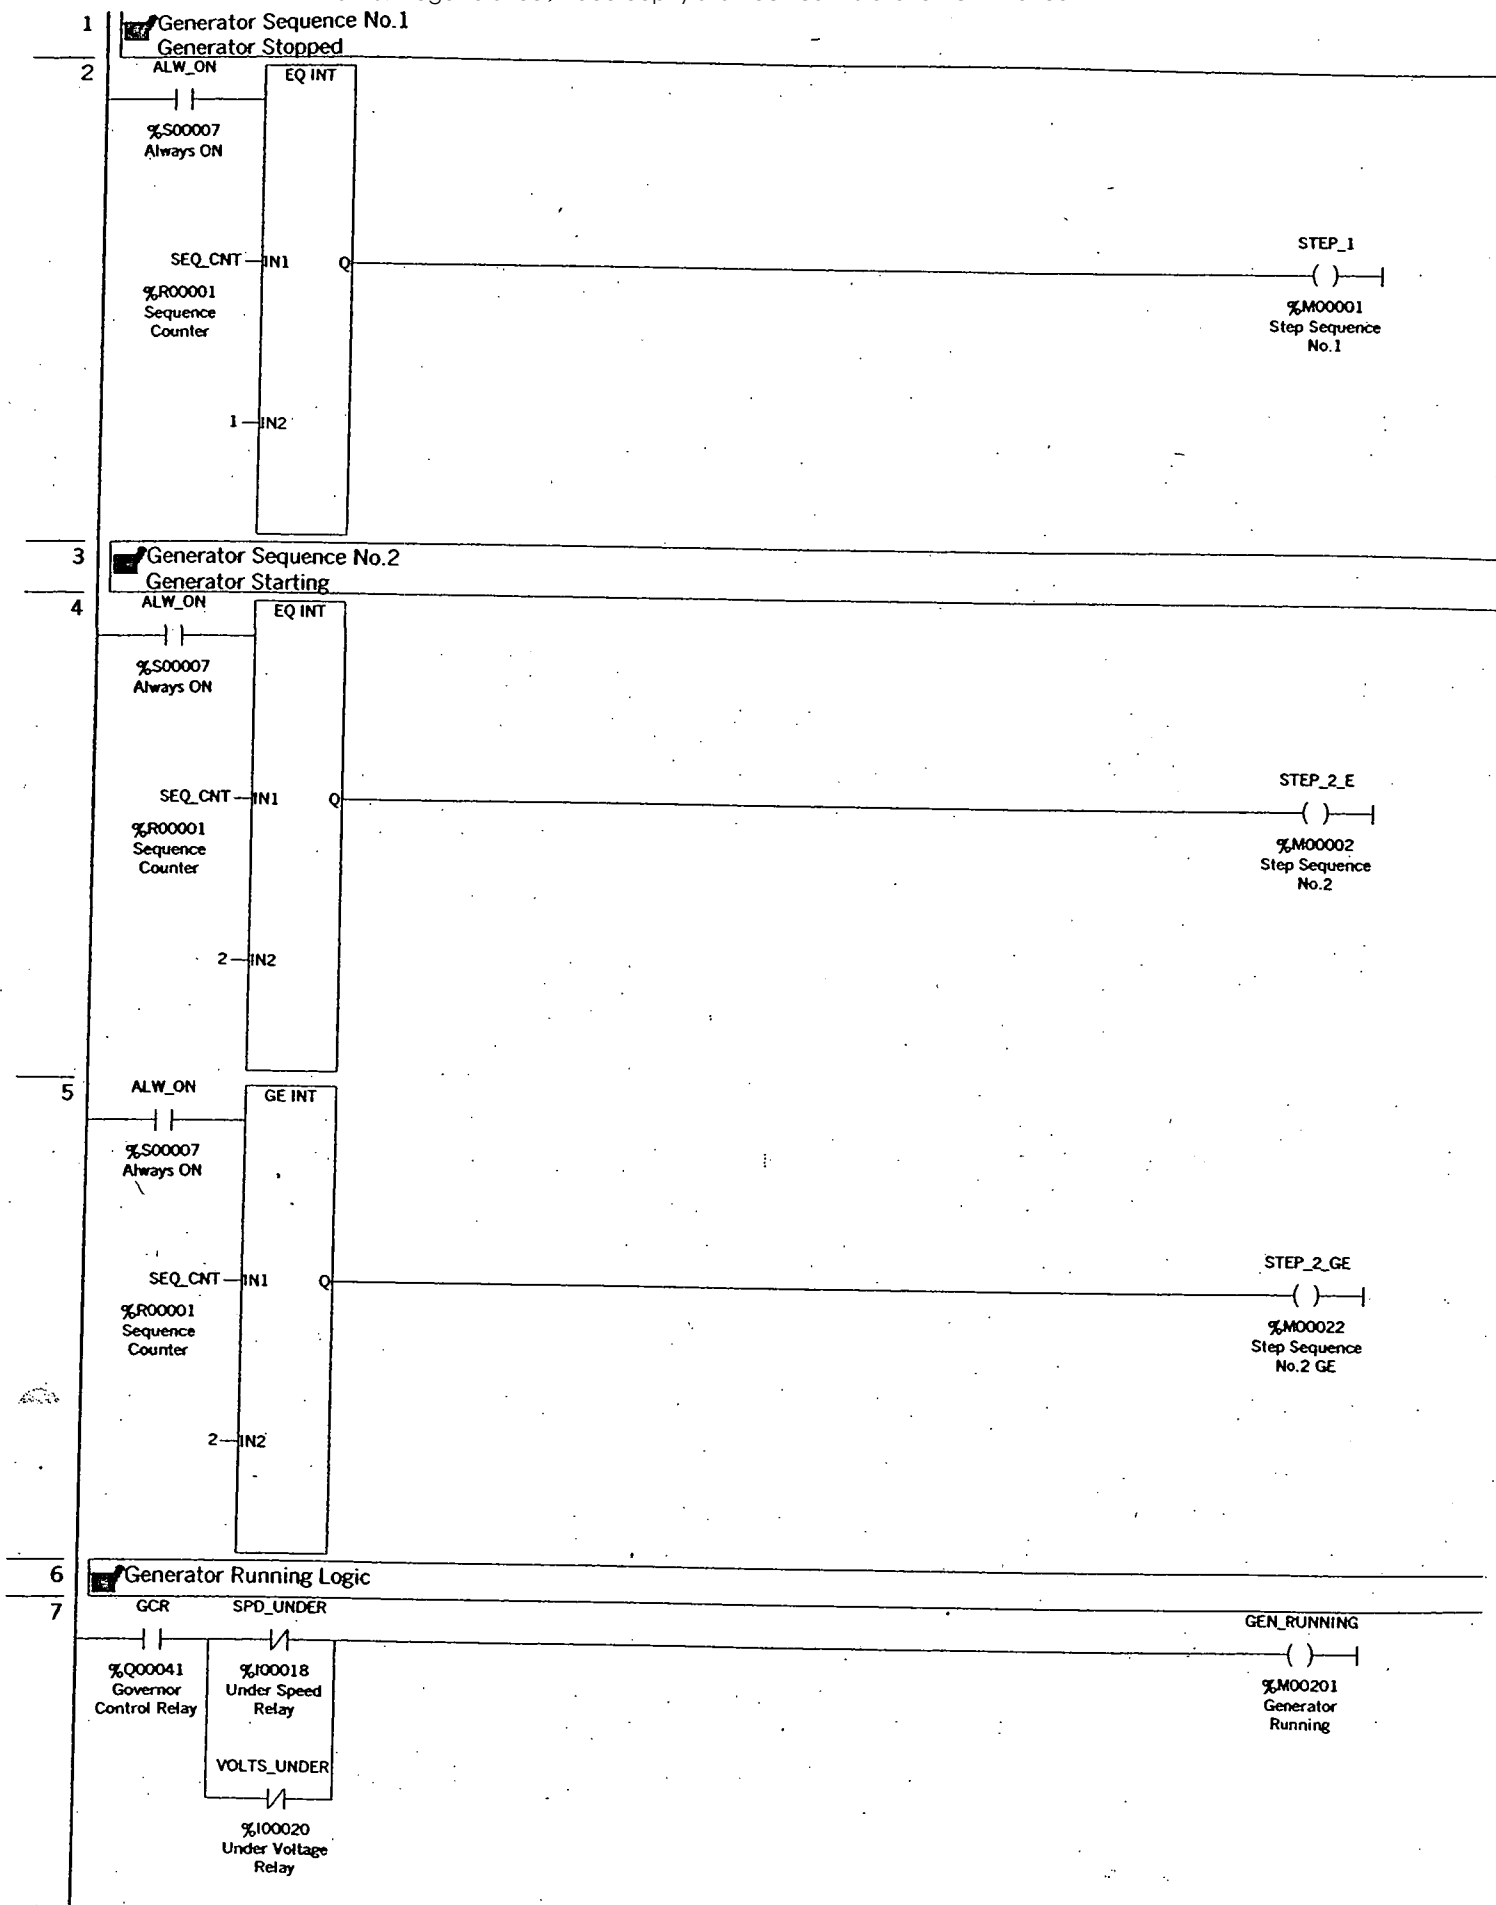 1
Generator Sequence No.1
Generator Stopped
2
ALW_ON
EQ INT
%S00007
Always ON
SEQ_CNT
IN1
Q
STEP_1
%R00001
Sequence
Counter
%M00001
Step Sequence
No.1
1
IN2
3
Generator Sequence No.2
Generator Starting
4
ALW_ON
EQ INT
%S00007
Always ON
SEQ_CNT
IN1
Q
STEP_2_E
%R00001
Sequence
Counter
%M00002
Step Sequence
No.2
2
IN2
5
ALW_ON
GE INT
%S00007
Always ON
SEQ_CNT
IN1
Q
STEP_2_GE
%R00001
Sequence
Counter
%M00022
Step Sequence
No.2 GE
2
IN2
6
Generator Running Logic
7
GCR
SPD_UNDER
GEN_RUNNING
%Q00041
Governor
Control Relay
%I00018
Under Speed
Relay
%M00201
Generator
Running
VOLTS_UNDER
%I00020
Under Voltage
Relay